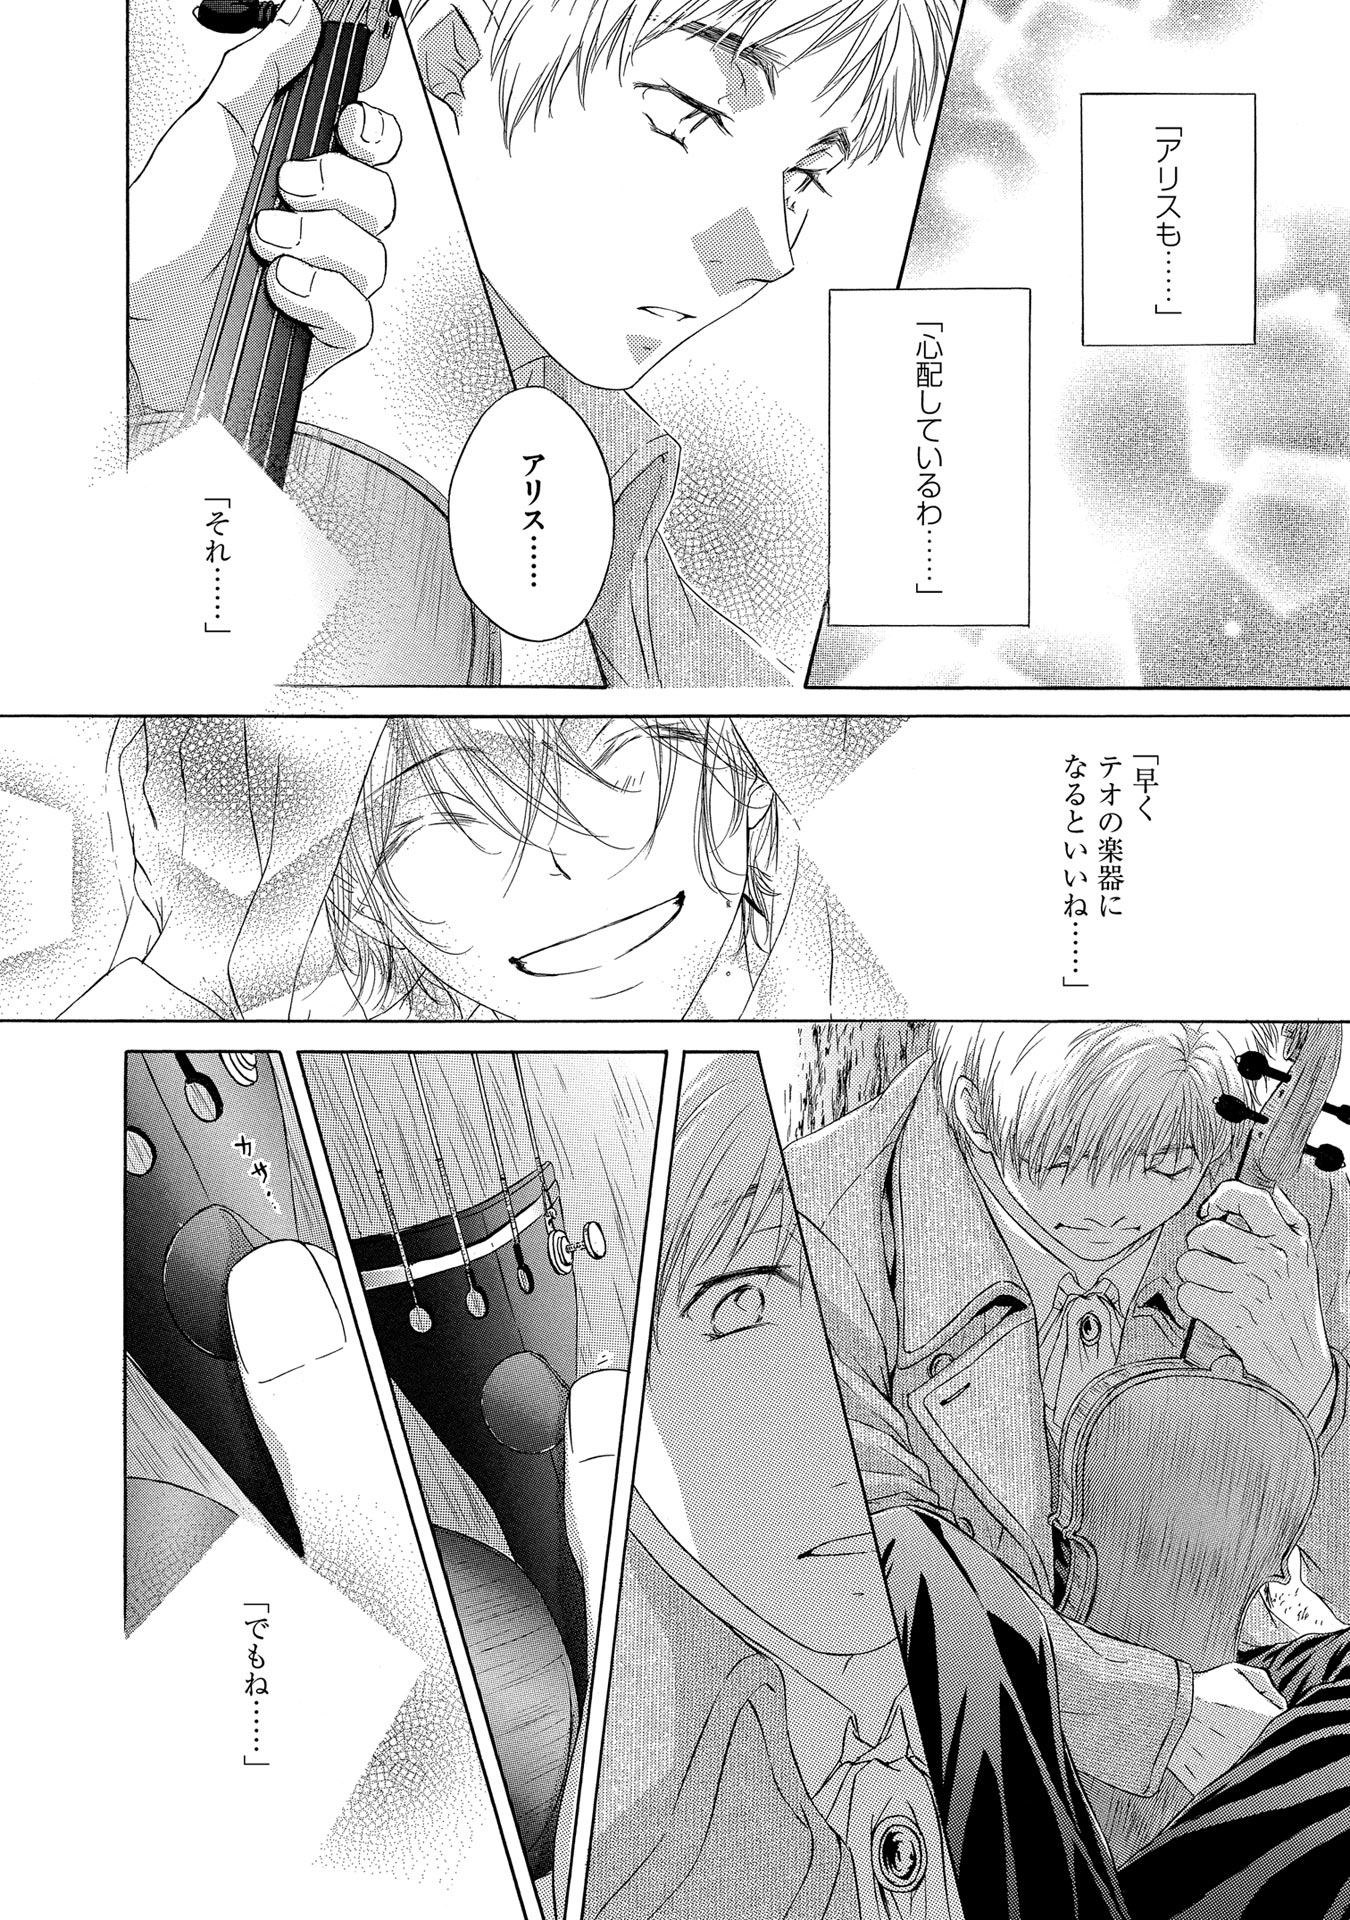 「アリスも……」
「心配しているわ……」
アリス……
「それ……」
「早く
テオの楽器に
なるといいね……」
カサ…
「でもね……」